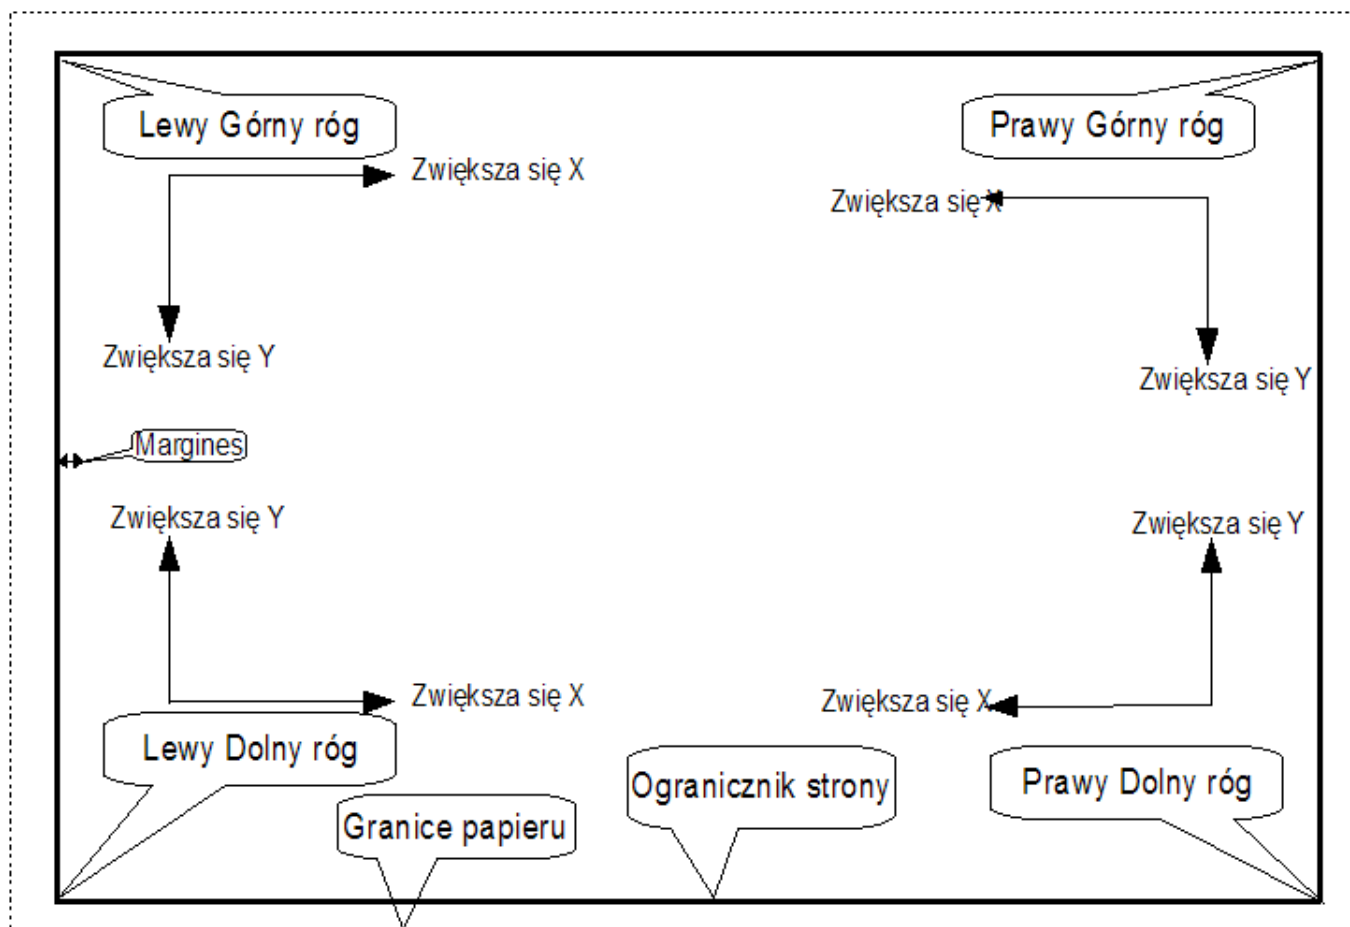 Lewy Górny róg
Prawy Górny róg
Zwiększa się X
Zwiększa się X
Zwiększa się Y
Zwiększa się Y
Margines
Zwiększa się Y
Zwiększa się Y
Zwiększa się X
Zwiększa się X
Lewy Dolny róg
Ogranicznik strony
Prawy Dolny róg
Granice papieru